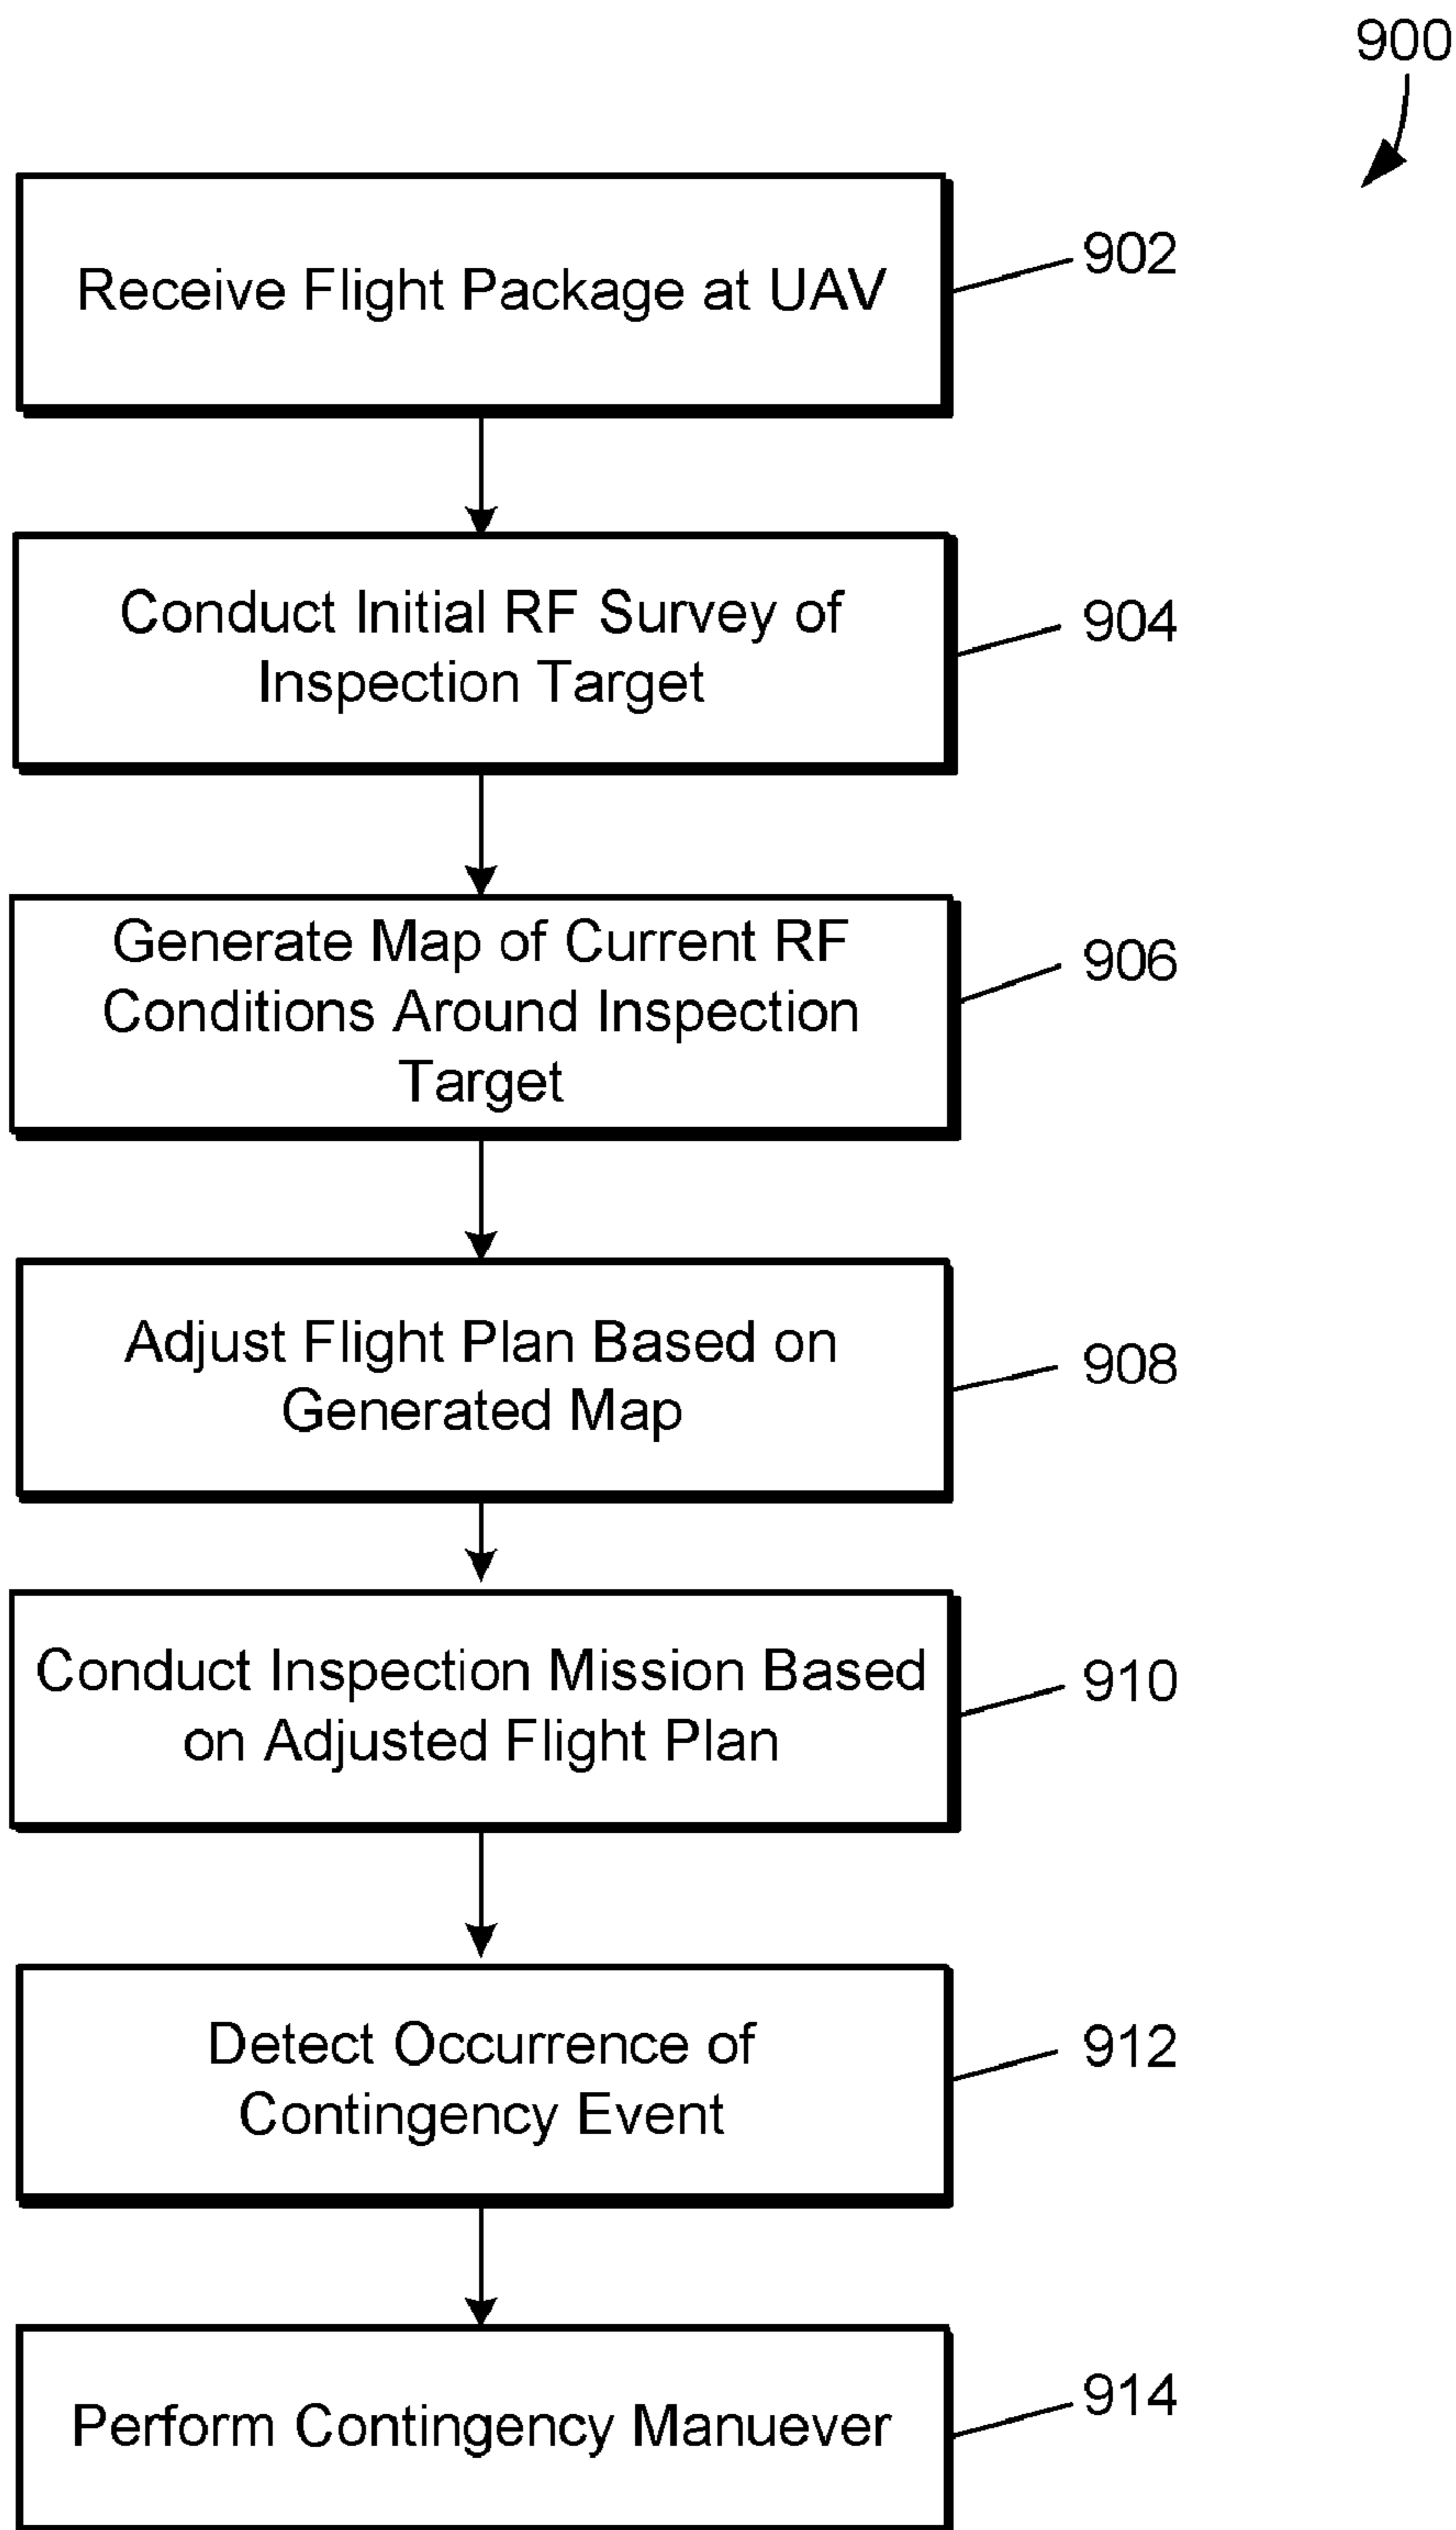 900
Receive Flight Package at UAV
902
Conduct Initial RF Survey of
Inspection Target
904
Generate Map of Current RF
Conditions Around Inspection
Target
906
Adjust Flight Plan Based on
Generated Map
908
Conduct Inspection Mission Based
on Adjusted Flight Plan
910
Detect Occurrence of
Contingency Event
912
Perform Contingency Manuever
914